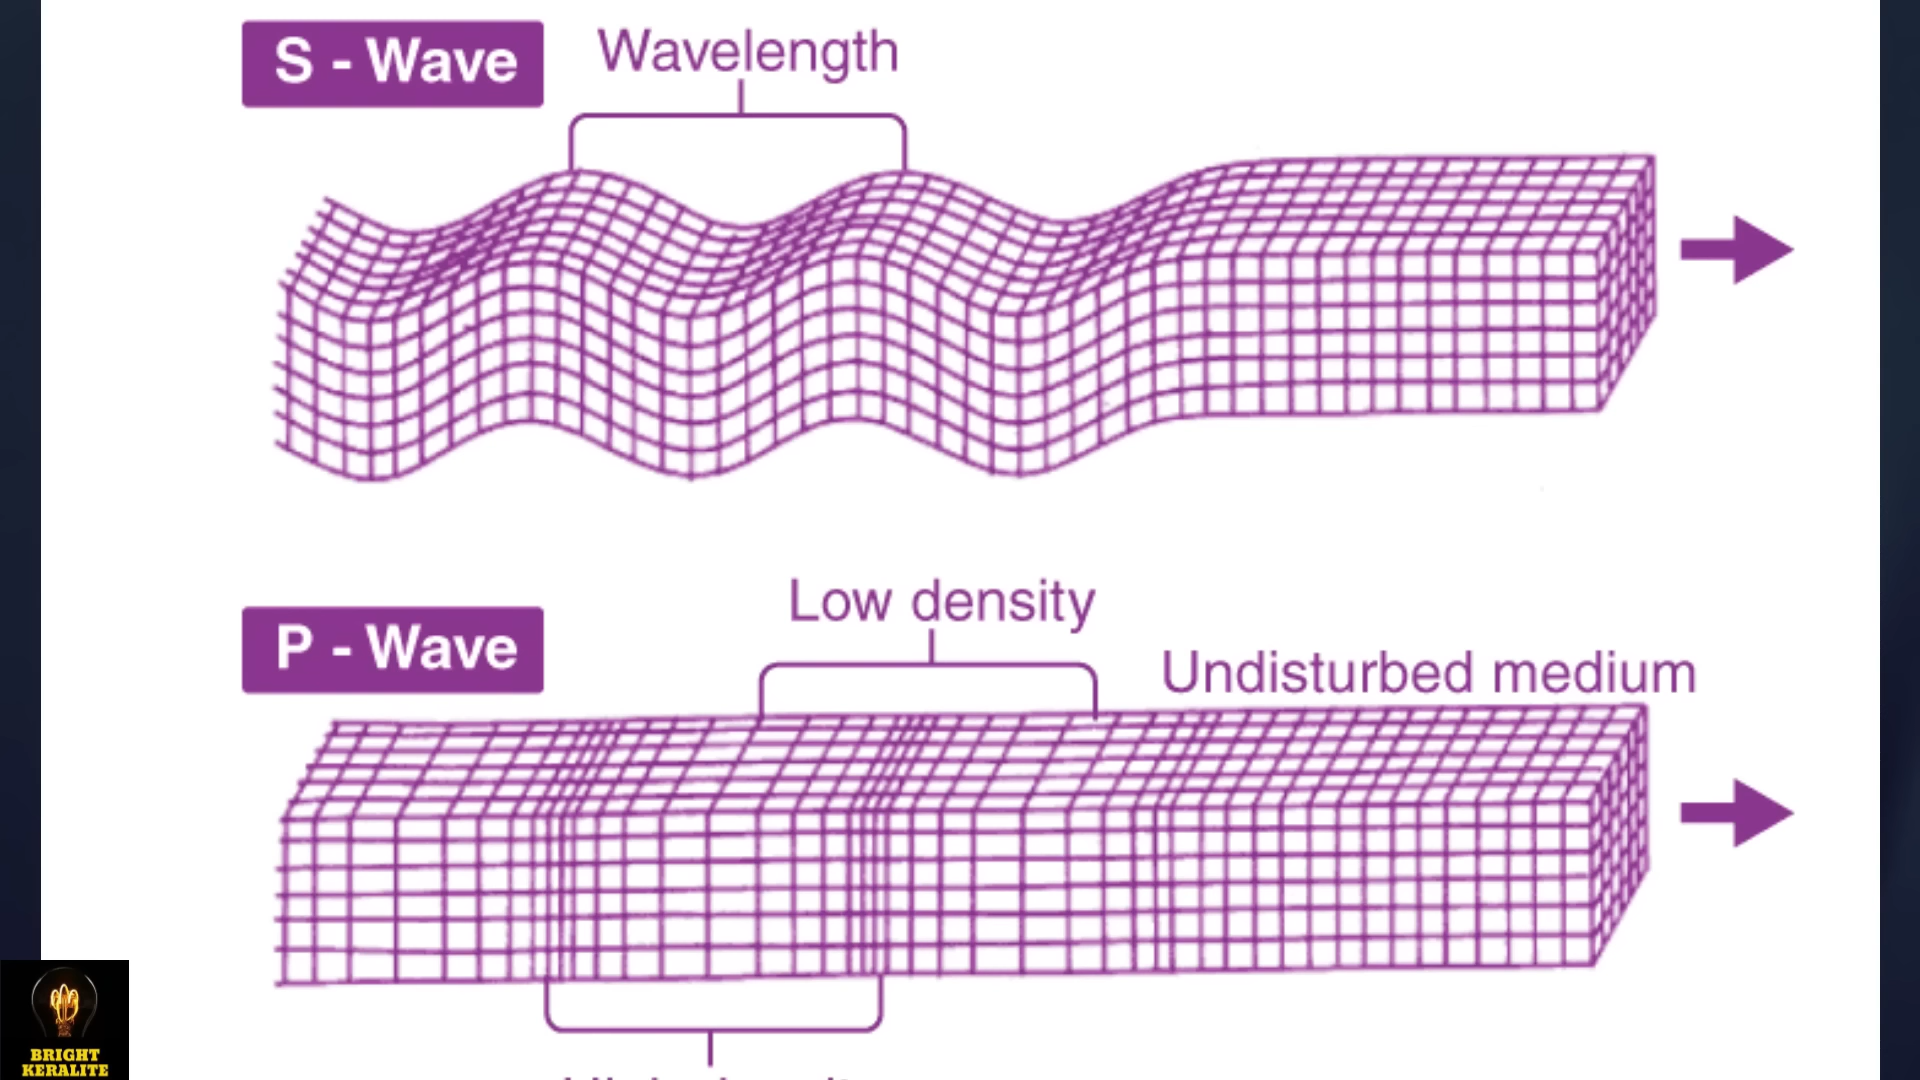 S - Wave
Wavelength
Low density
P - Wave
Undisturbed medium
BRIGHT
KERALITE